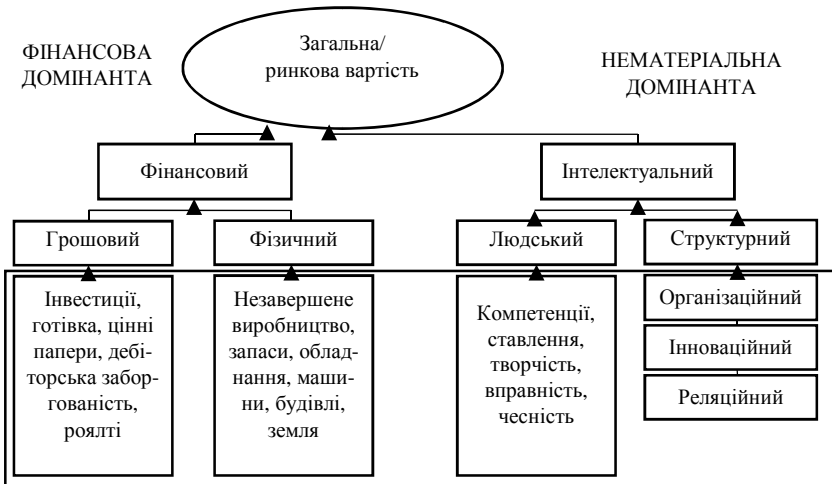 ФІНАНСОВА
ДОМІНАНТА
Загальна/
ринкова вартість
НЕМАТЕРІАЛЬНА
ДОМІНАНТА
Фінансовий
Інтелектуальний
Грошовий
Фізичний
Людський
Структурний
Інвестиції,
готівка, цінні
папери, дебі-
торська забор-
гованість,
роялті
Незавершене
виробництво,
запаси, облад-
нання, маши-
ни, будівлі,
земля
Компетенції,
ставлення,
творчість,
вправність,
чесність
Організаційний
Інноваційний
Реляційний